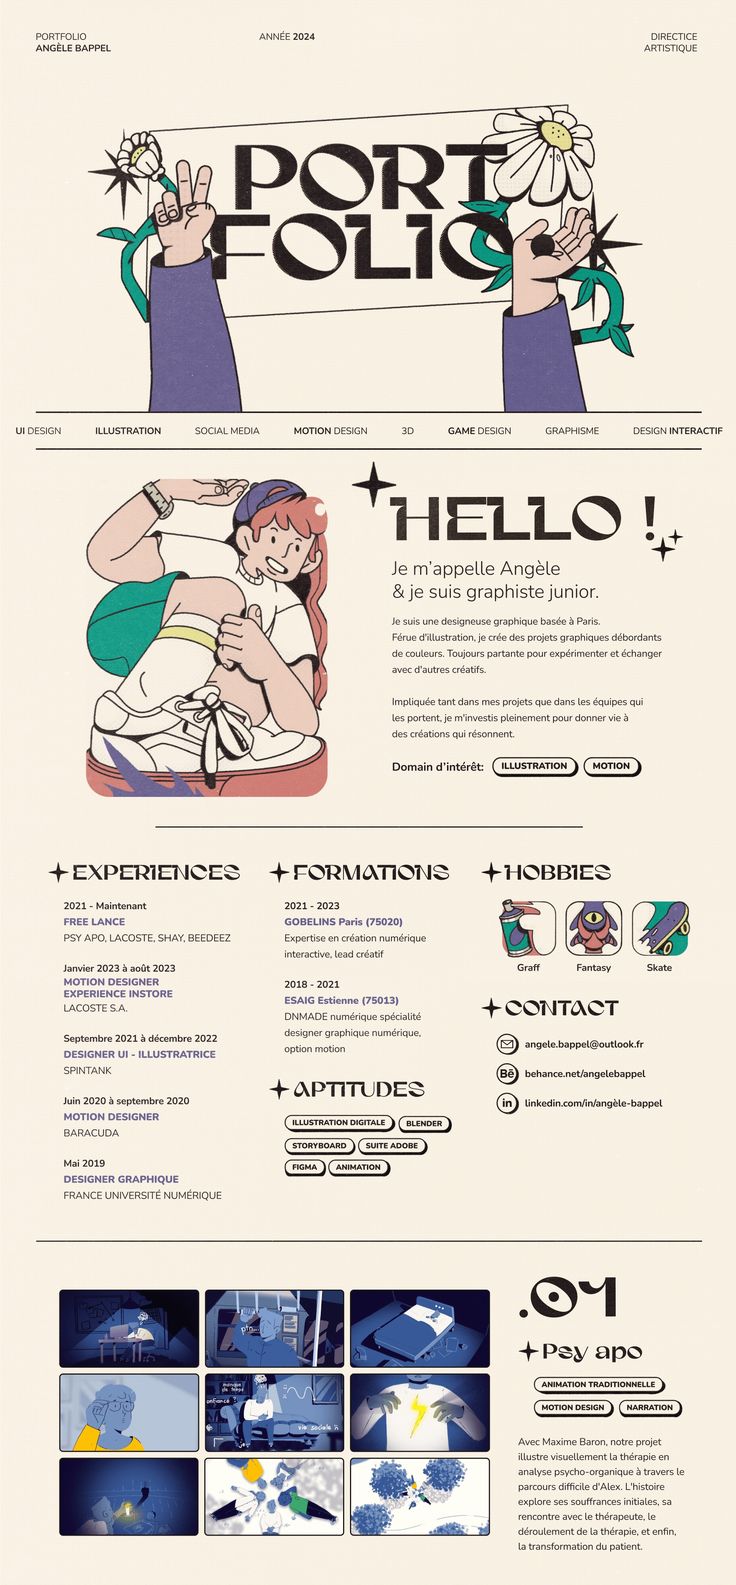 PORTFOLIO
ANGÈLE BAPPEL
ANNÉE 2024
DIRECTICE
ARTISTIQUE
PORT
FOLIO
UI DESIGN ILLUSTRATION SOCIAL MEDIA MOTION DESIGN 3D GAME DESIGN GRAPHISME DESIGN INTERACTIF
HELLO !
Je m'appelle Angèle
& je suis graphiste junior.
Je suis une designeuse graphique basée à Paris.
Férue d'illustration, je crée des projets graphiques débordants
de couleurs. Toujours partante pour expérimenter et échanger
avec d'autres créatifs.
Impliquée tant dans mes projets que dans les équipes qui
les portent, je m'investis pleinement pour donner vie à
des créations qui résonnent.
Domain d'intérêt: ILLUSTRATION MOTION
EXPERIENCES
2021 - Maintenant
FREE LANCE
PSY APO, LACOSTE, SHAY, BEEDEEZ
Janvier 2023 à août 2023
MOTION DESIGNER
EXPERIENCE INSTORE
LACOSTE S.A.
Septembre 2021 à décembre 2022
DESIGNER UI - ILLUSTRATRICE
SPINTANK
Juin 2020 à septembre 2020
MOTION DESIGNER
BARACUDA
Mai 2019
DESIGNER GRAPHIQUE
FRANCE UNIVERSITÉ NUMÉRIQUE
FORMATIONS
2021 - 2023
GOBELINS Paris (75020)
Expertise en création numérique
interactive, lead créatif
2018 - 2021
ESAIG Estienne (75013)
DNMADE numérique spécialité
designer graphique numérique,
option motion
APTITUDES
ILLUSTRATION DIGITALE BLENDER
STORYBOARD SUITE ADOBE
FIGMA ANIMATION
HOBBIES
Graff Fantasy Skate
CONTACT
angele.bappel@outlook.fr
Bē behance.net/angelebappel
in linkedin.com/in/angèle-bappel
manque
de temps
confiance
vie sociale
.04
Psy apo
ANIMATION TRADITIONNELLE
MOTION DESIGN NARRATION
Avec Maxime Baron, notre projet
illustre visuellement la thérapie en
analyse psycho-organique à travers le
parcours difficile d'Alex. L'histoire
explore ses souffrances initiales, sa
rencontre avec le thérapeute, le
déroulement de la thérapie, et enfin,
la transformation du patient.